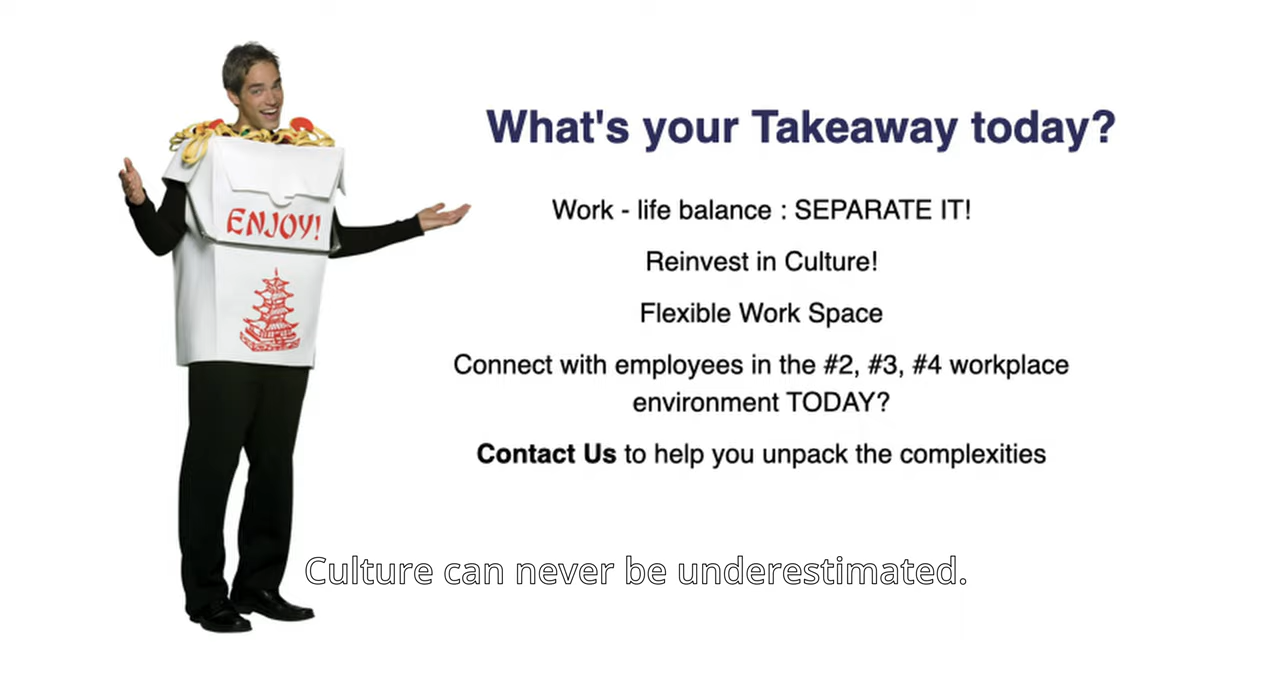 What's your Takeaway today?
ENJOY!
Work - life balance : SEPARATE IT!
Reinvest in Culture!
Flexible Work Space
Connect with employees in the #2, #3, #4 workplace
environment TODAY?
Contact Us to help you unpack the complexities
Culture can never be underestimated.